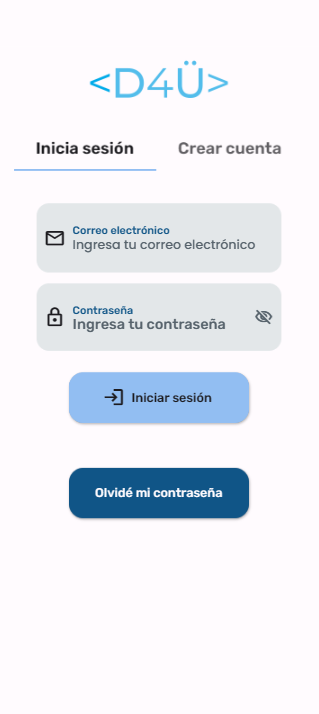 <D4Ü>
Inicia sesión
Crear cuenta
Correo electrónico
Ingresa tu correo electrónico
Contraseña
Ingresa tu contraseña
Iniciar sesión
Olvidé mi contraseña